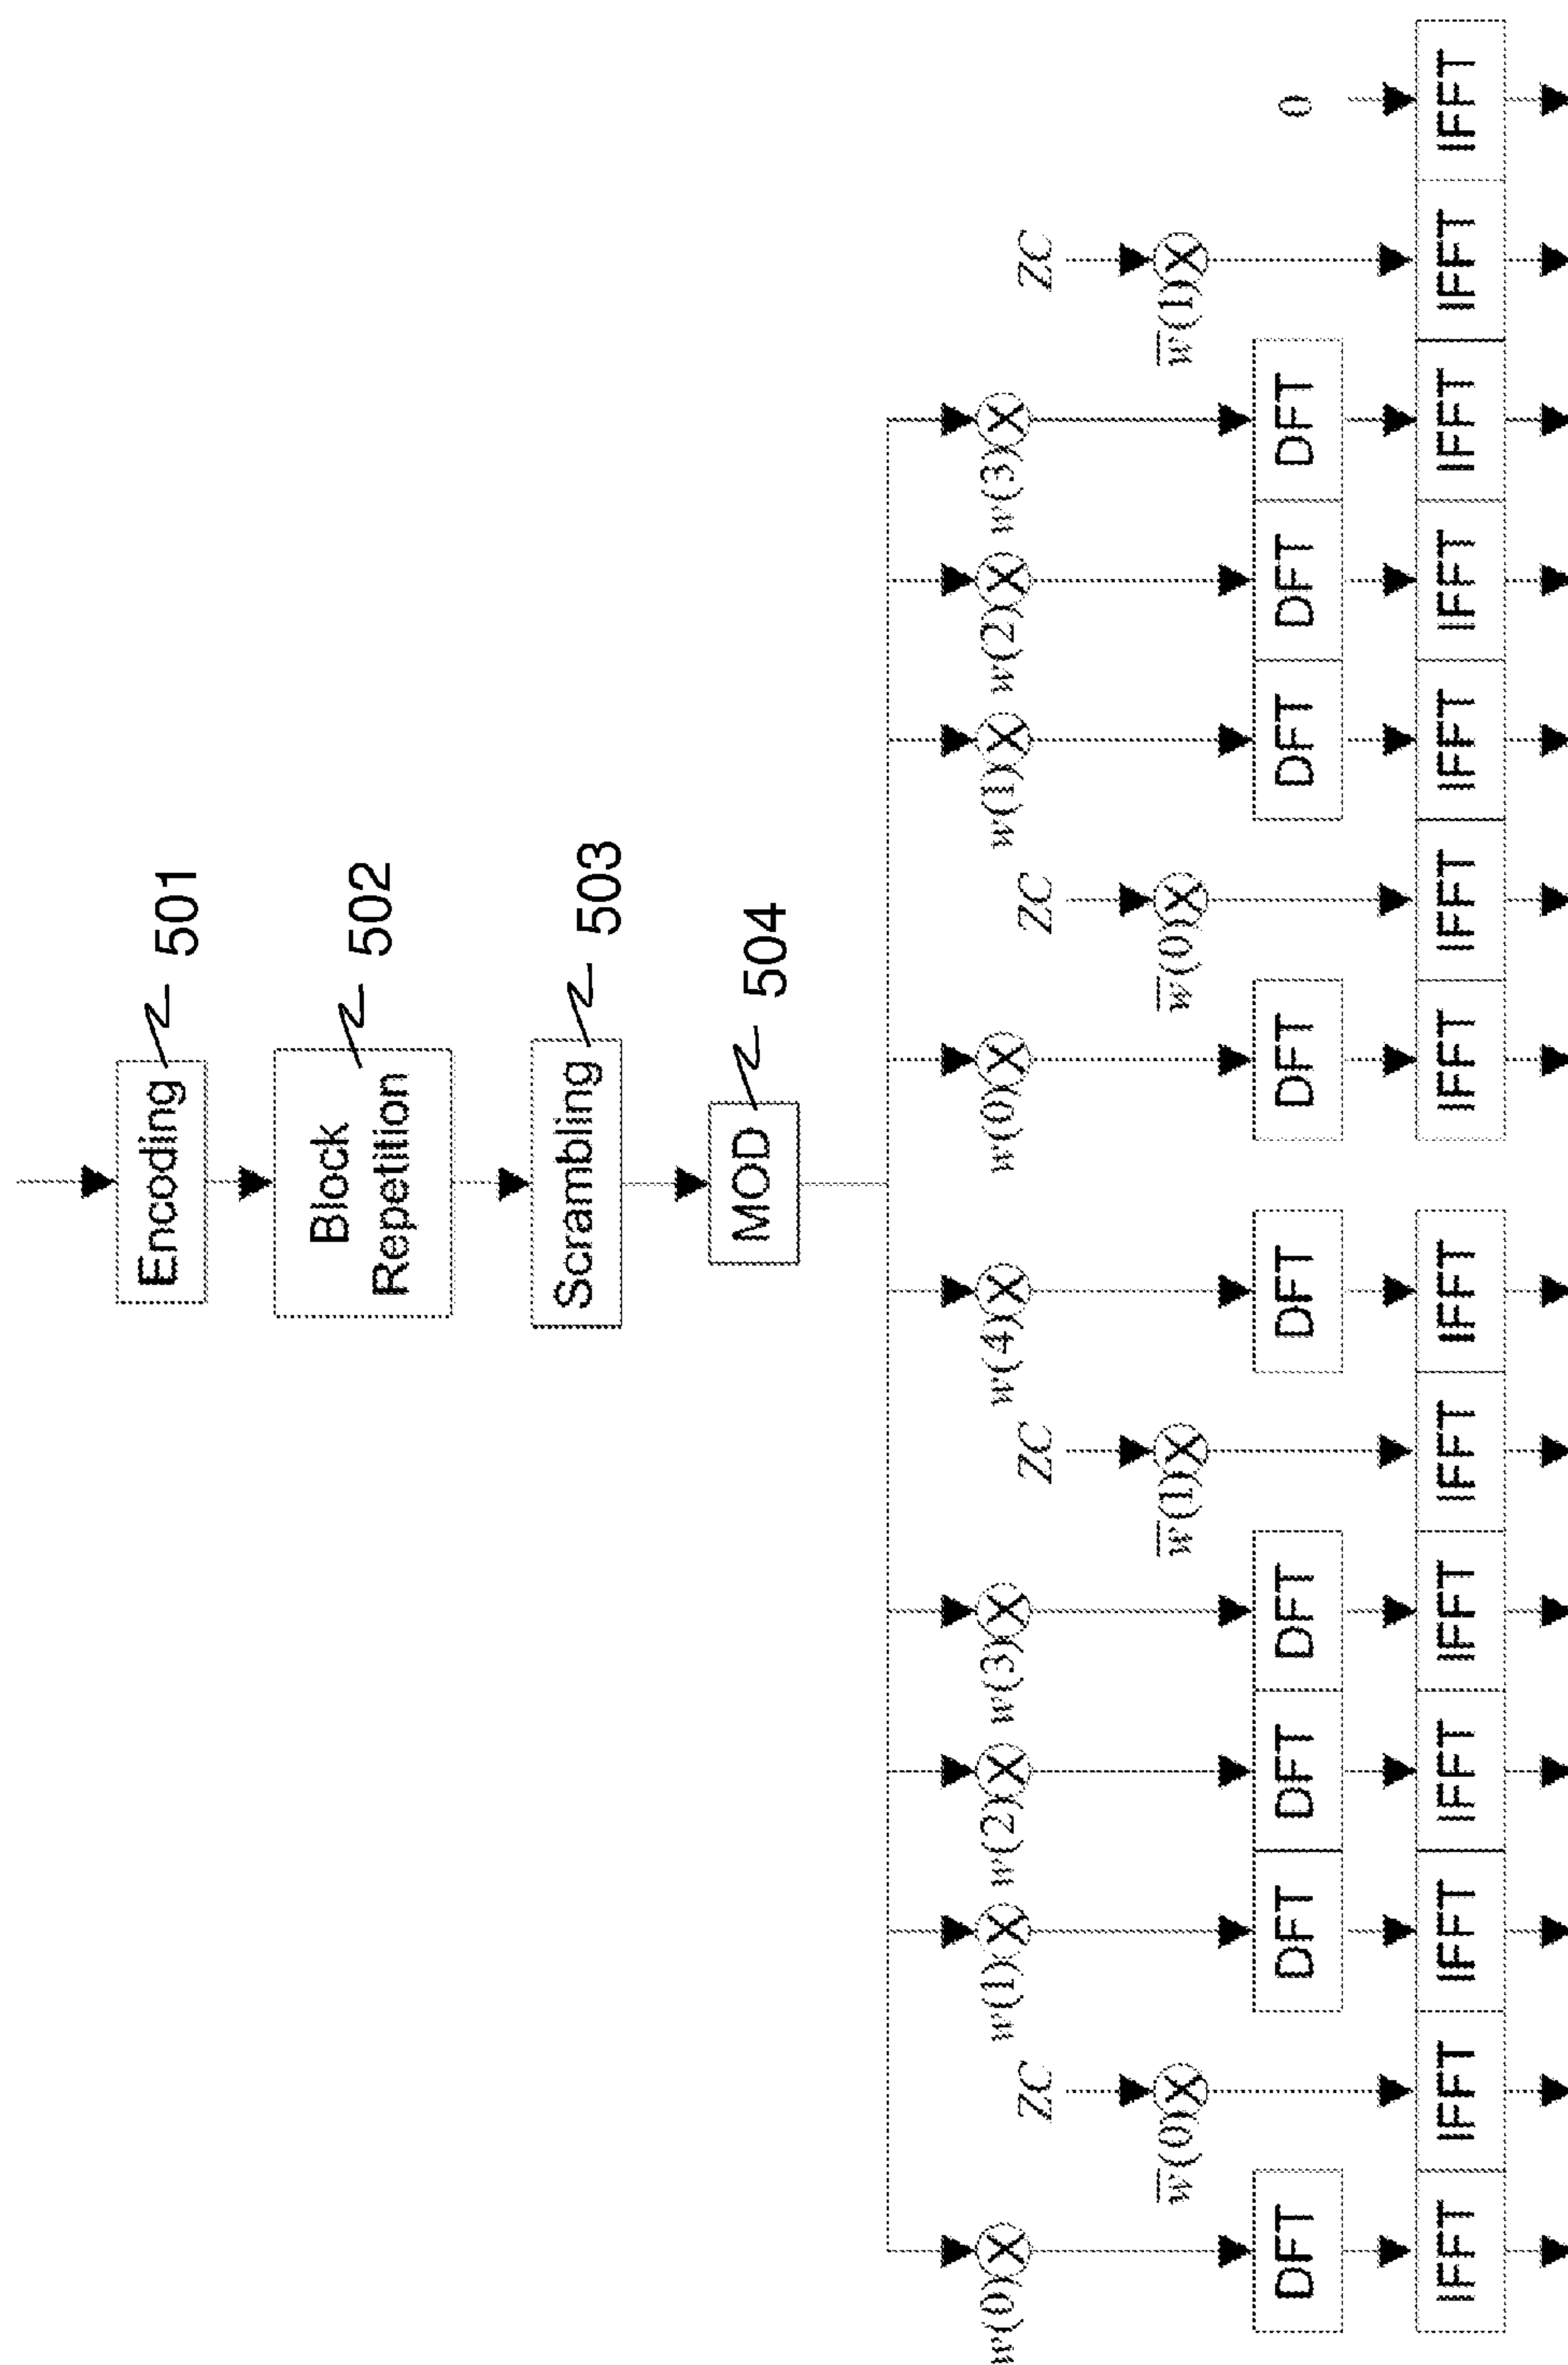 Encoding 501
Block 502
Repetition
Scrambling 503
MOD 504
w(0) w(1) w(2) w(3) w(4) w(0) w(1) w(2) w(3)
ZC ZC ZC ZC
w̅(0) w̅(1) w̅(0) w̅(1)
DFT DFT DFT DFT DFT DFT DFT DFT DFT 0
IFFT IFFT IFFT IFFT IFFT IFFT IFFT IFFT IFFT IFFT IFFT IFFT IFFT IFFT